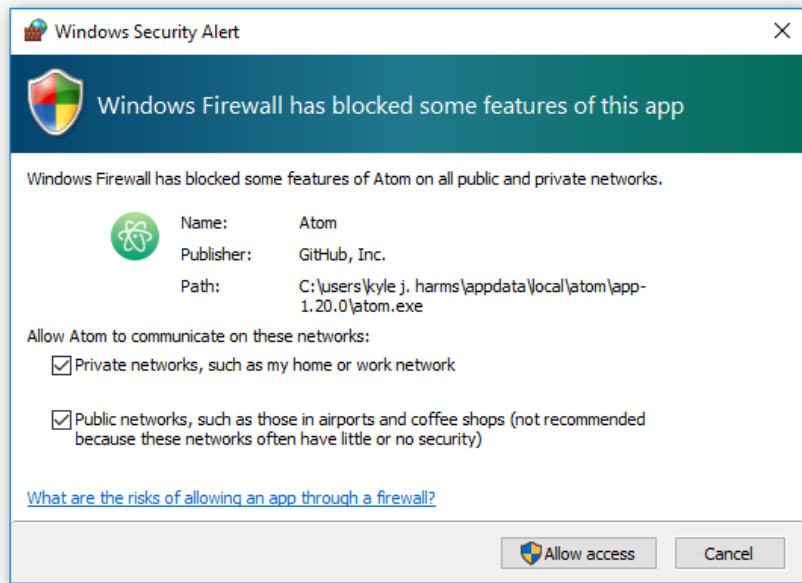 Windows Security Alert
Windows Firewall has blocked some features of this app
Windows Firewall has blocked some features of Atom on all public and private networks.
Name: Atom
Publisher: GitHub, Inc.
Path: C:\users\kyle j. harms\appdata\local\atom\app-
1.20.0\atom.exe
Allow Atom to communicate on these networks:
Private networks, such as my home or work network
Public networks, such as those in airports and coffee shops (not recommended
because these networks often have little or no security)
What are the risks of allowing an app through a firewall?
Allow access Cancel